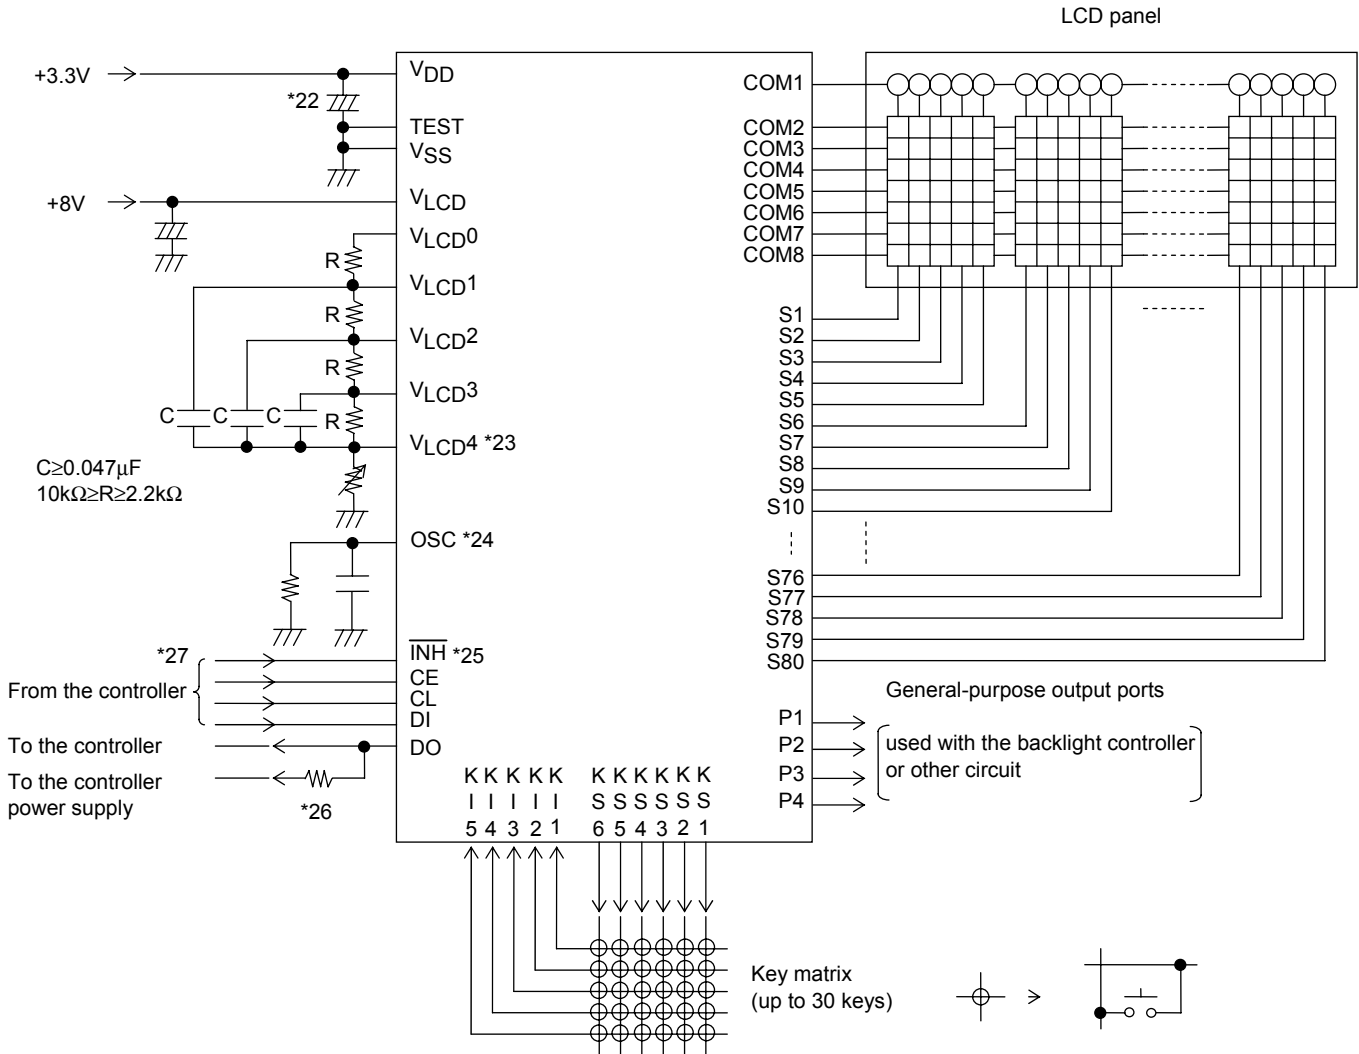 LCD panel
+3.3V
VDD
*22
TEST
VSS
+8V
VLCD
VLCD0
R
VLCD1
R
VLCD2
R
VLCD3
C C C R
VLCD4 *23
C≥0.047μF
10kΩ≥R≥2.2kΩ
OSC *24
*27
INH *25
From the controller
CE
CL
DI
To the controller
DO
To the controller
power supply
*26
COM1
COM2
COM3
COM4
COM5
COM6
COM7
COM8
S1
S2
S3
S4
S5
S6
S7
S8
S9
S10
S76
S77
S78
S79
S80
General-purpose output ports
P1
P2
P3
P4
used with the backlight controller
or other circuit
K K K K K K K K K K K
I I I I I S S S S S S
5 4 3 2 1 6 5 4 3 2 1
Key matrix
(up to 30 keys)